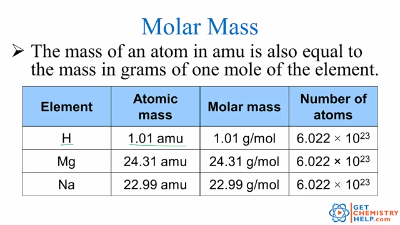 Molar Mass
➢ The mass of an atom in amu is also equal to
the mass in grams of one mole of the element.
Element Atomic mass Molar mass Number of atoms
H 1.01 amu 1.01 g/mol 6.022 × 10²³
Mg 24.31 amu 24.31 g/mol 6.022 × 10²³
Na 22.99 amu 22.99 g/mol 6.022 × 10²³
GET
CHEMISTRY
HELP.com